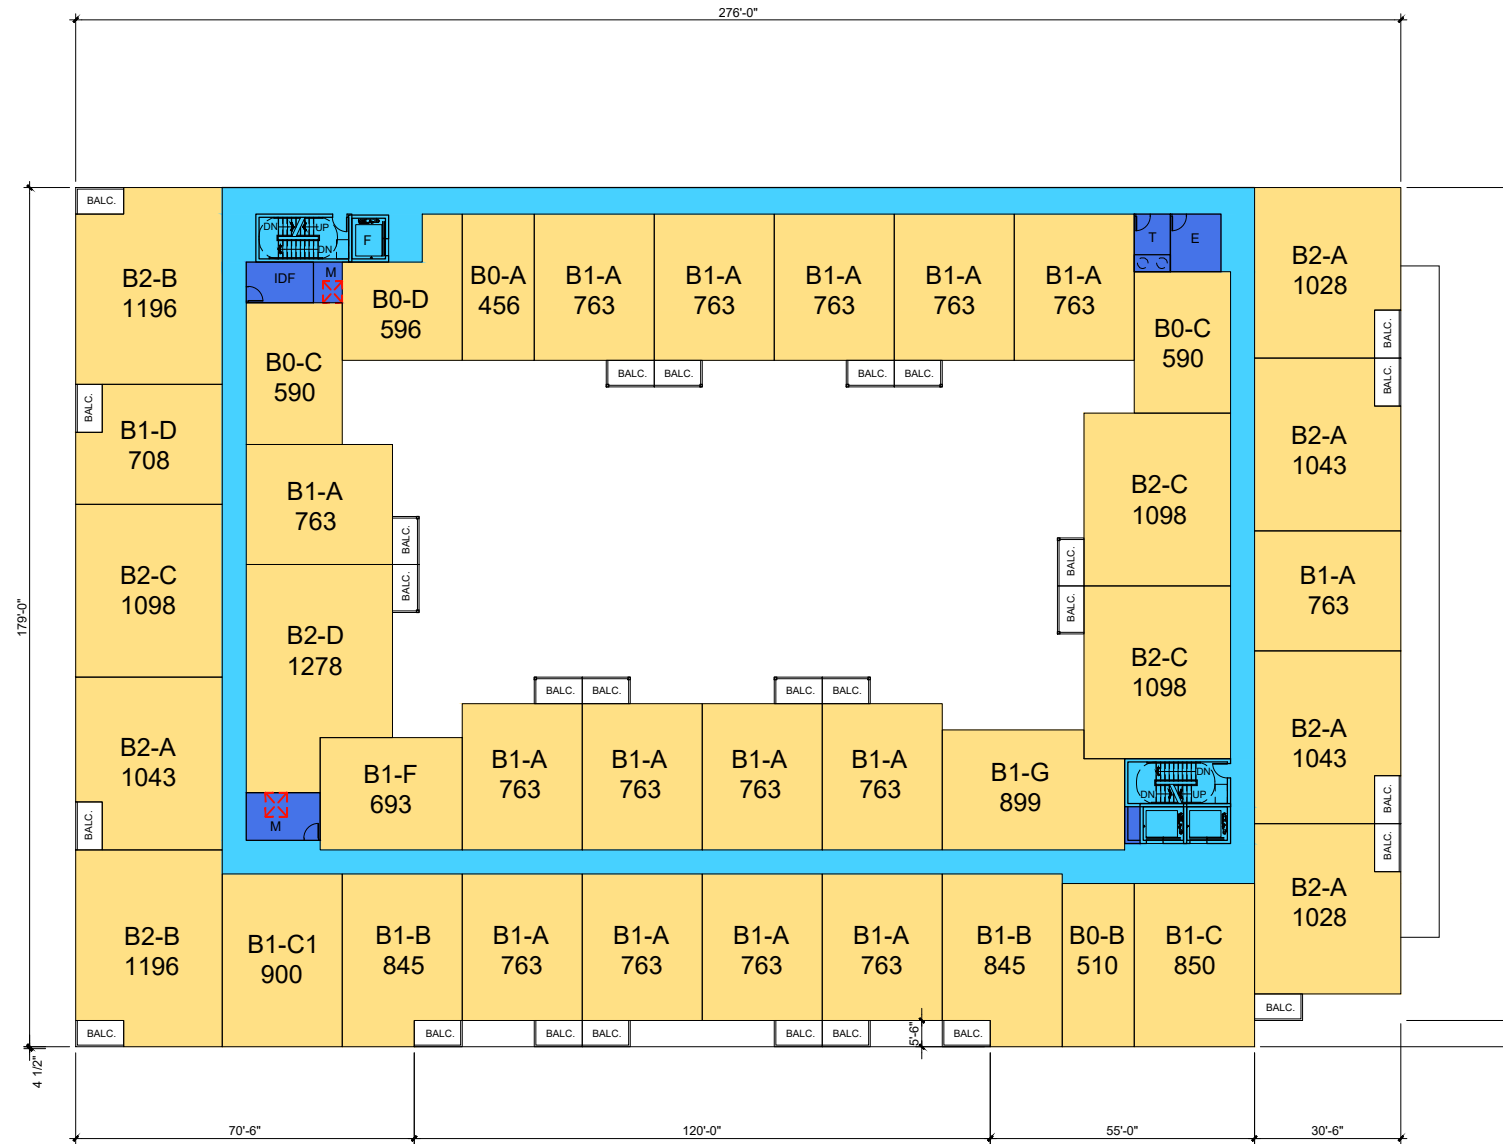 276'-0"
BALC.
DN
UP
DN
F
T
E
IDF
M
B2-B
1196
B0-D
596
B0-A
456
B1-A
763
B1-A
763
B1-A
763
B1-A
763
B1-A
763
B2-A
1028
B0-C
590
B0-C
590
BALC.
BALC.
BALC.
BALC.
BALC.
BALC.
BALC.
B1-D
708
B1-A
763
B2-C
1098
B2-A
1043
BALC.
BALC.
BALC.
BALC.
B2-C
1098
B2-D
1278
B2-C
1098
B1-A
763
179'-0"
BALC.
BALC.
BALC.
BALC.
B2-A
1043
B1-F
693
B1-A
763
B1-A
763
B1-A
763
B1-A
763
B1-G
899
B2-A
1043
DN
DN
UP
M
BALC.
BALC.
BALC.
B2-B
1196
B1-C1
900
B1-B
845
B1-A
763
B1-A
763
B1-A
763
B1-A
763
B1-B
845
B0-B
510
B1-C
850
B2-A
1028
BALC.
BALC.
BALC.
BALC.
BALC.
BALC.
BALC.
BALC.
5'-6"
4 1/2"
70'-6"
120'-0"
55'-0"
30'-6"